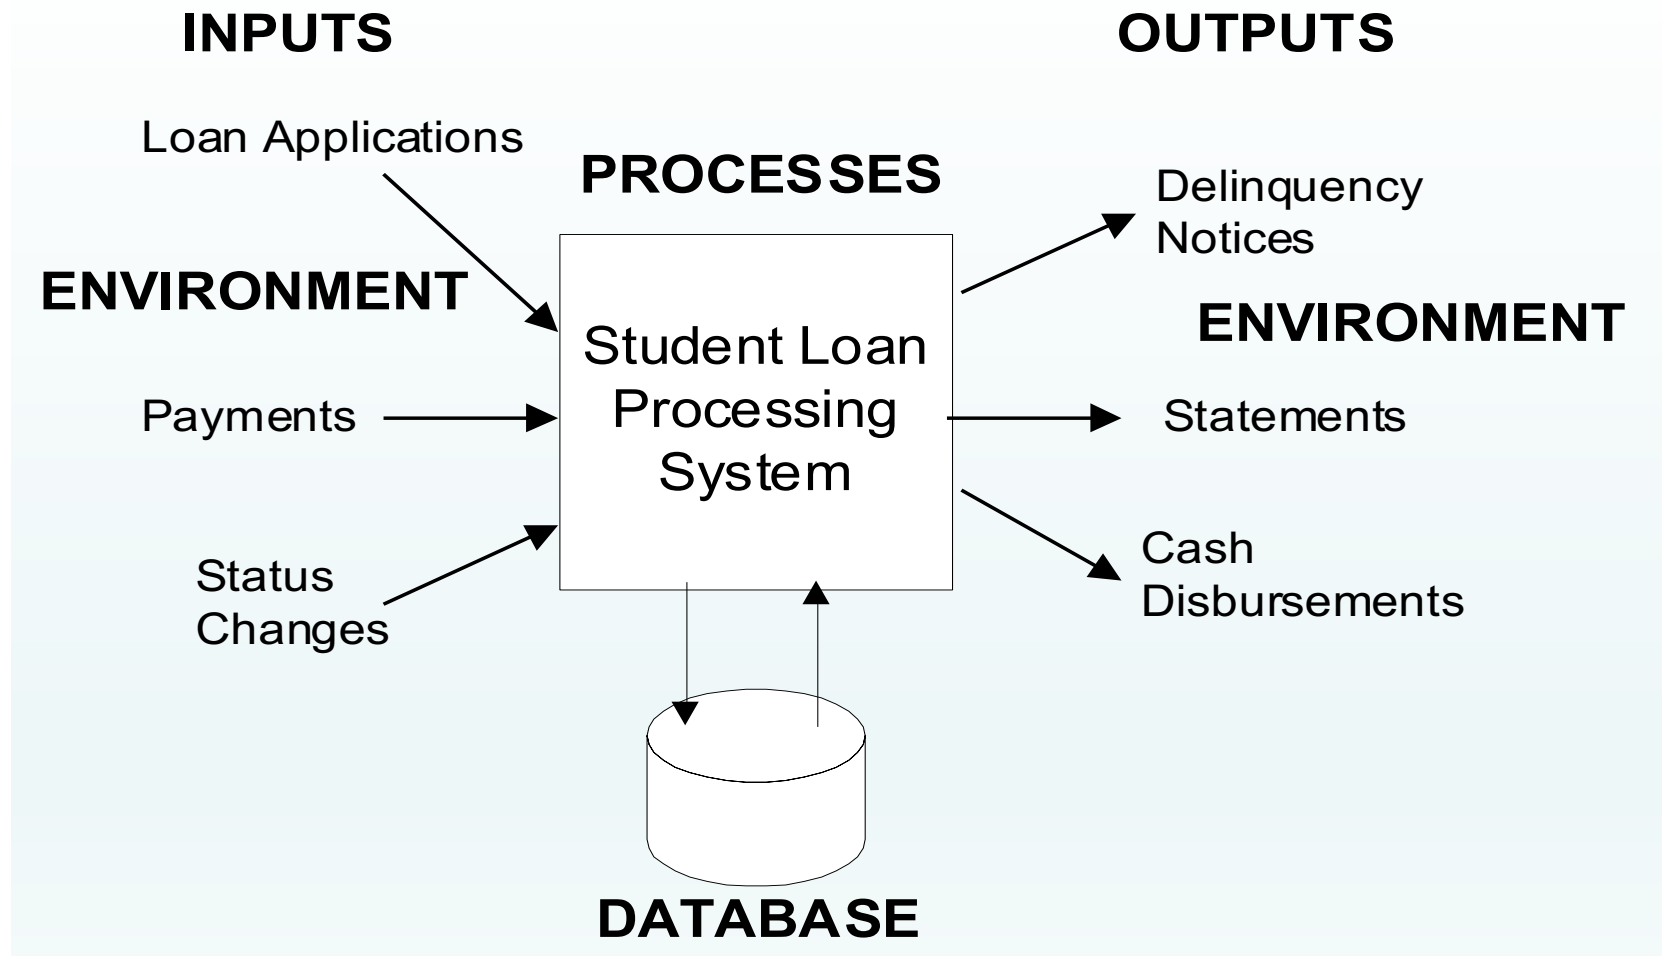 INPUTS
OUTPUTS
Loan Applications
PROCESSES
Delinquency
Notices
ENVIRONMENT
ENVIRONMENT
Student Loan
Processing
System
Payments
Statements
Status
Changes
Cash
Disbursements
DATABASE